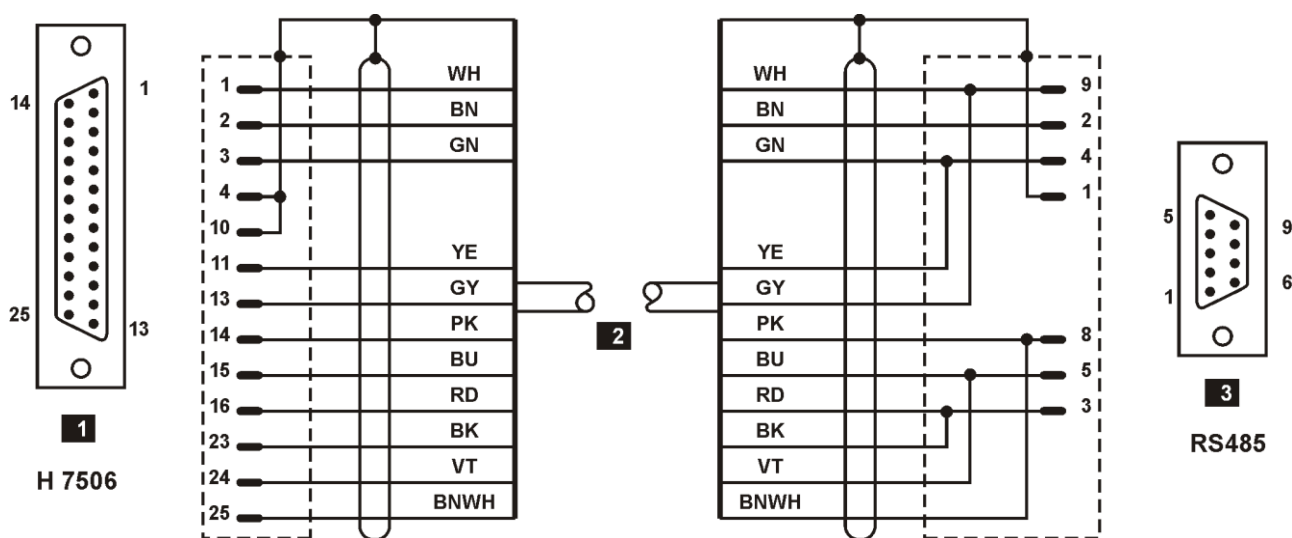 14
1
25
13
1
H 7506
1
2
3
4
10
11
13
14
15
16
23
24
25
WH
BN
GN
YE
GY
PK
BU
RD
BK
VT
BNWH
2
WH
BN
GN
YE
GY
PK
BU
RD
BK
VT
BNWH
9
2
4
1
8
5
3
5
9
1
6
3
RS485